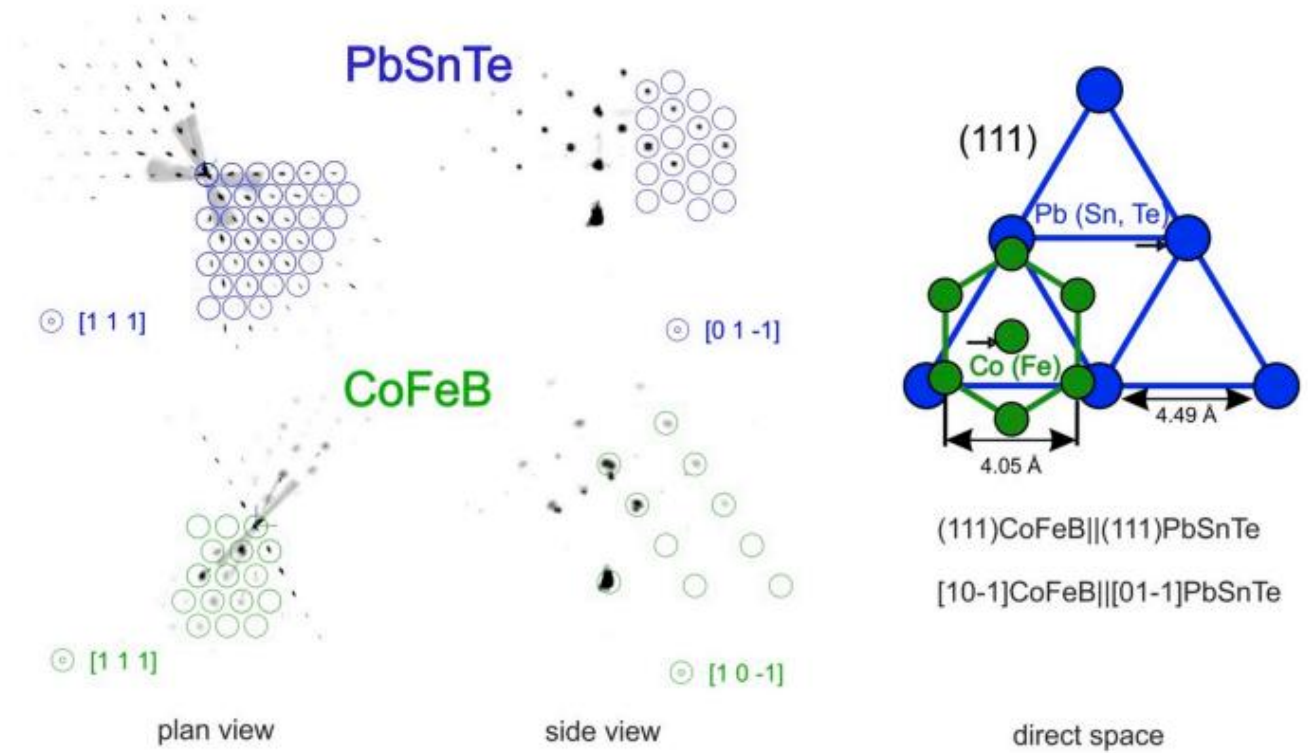 PbSnTe
[1 1 1]
[0 1 -1]
CoFeB
[1 1 1]
[1 0 -1]
plan view
side view
(111)
Pb (Sn, Te)
Co (Fe)
4.49 Å
4.05 Å
(111)CoFeB||(111)PbSnTe
[10-1]CoFeB||[01-1]PbSnTe
direct space